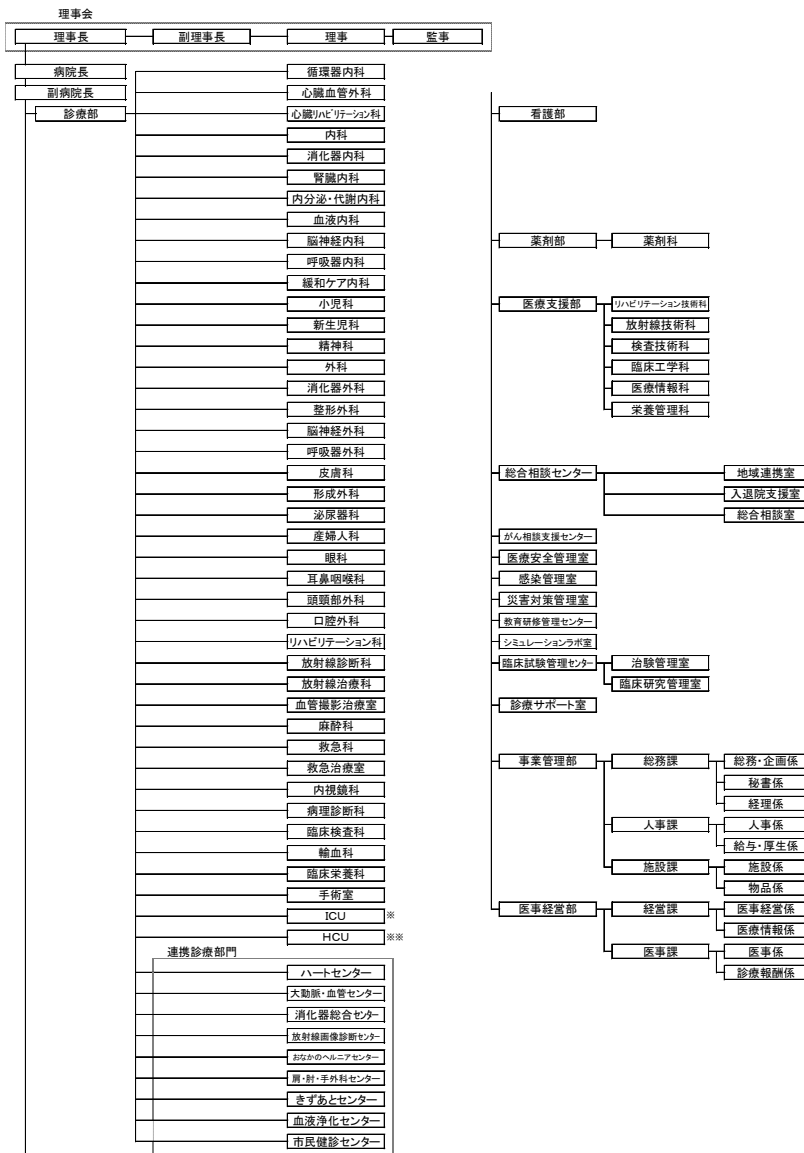 理事会
理事長
副理事長
理事
監事
病院長
副病院長
診療部
循環器内科
心臓血管外科
心臓リハビリテーション科
内科
消化器内科
腎臓内科
内分泌・代謝内科
血液内科
脳神経内科
呼吸器内科
緩和ケア内科
小児科
新生児科
精神科
外科
消化器外科
整形外科
脳神経外科
呼吸器外科
皮膚科
形成外科
泌尿器科
産婦人科
眼科
耳鼻咽喉科
頭頸部外科
口腔外科
リハビリテーション科
放射線診断科
放射線治療科
血管撮影治療室
麻酔科
救急科
救急治療室
内視鏡科
病理診断科
臨床検査科
輸血科
臨床栄養科
手術室
ICU ※
HCU ※※
連携診療部門
ハートセンター
大動脈・血管センター
消化器総合センター
放射線画像診断センター
おなかのヘルニアセンター
肩・肘・手外科センター
きずあとセンター
血液浄化センター
市民健診センター
看護部
薬剤部
薬剤科
医療支援部
リハビリテーション技術科
放射線技術科
検査技術科
臨床工学科
医療情報科
栄養管理科
総合相談センター
地域連携室
入退院支援室
総合相談室
がん相談支援センター
医療安全管理室
感染管理室
災害対策管理室
教育研修管理センター
シミュレーションラボ室
臨床試験管理センター
治験管理室
臨床研究管理室
診療サポート室
事業管理部
総務課
総務・企画係
秘書係
経理係
人事課
人事係
給与・厚生係
施設課
施設係
物品係
医事経営部
経営課
医事経営係
医療情報係
医事課
医事係
診療報酬係